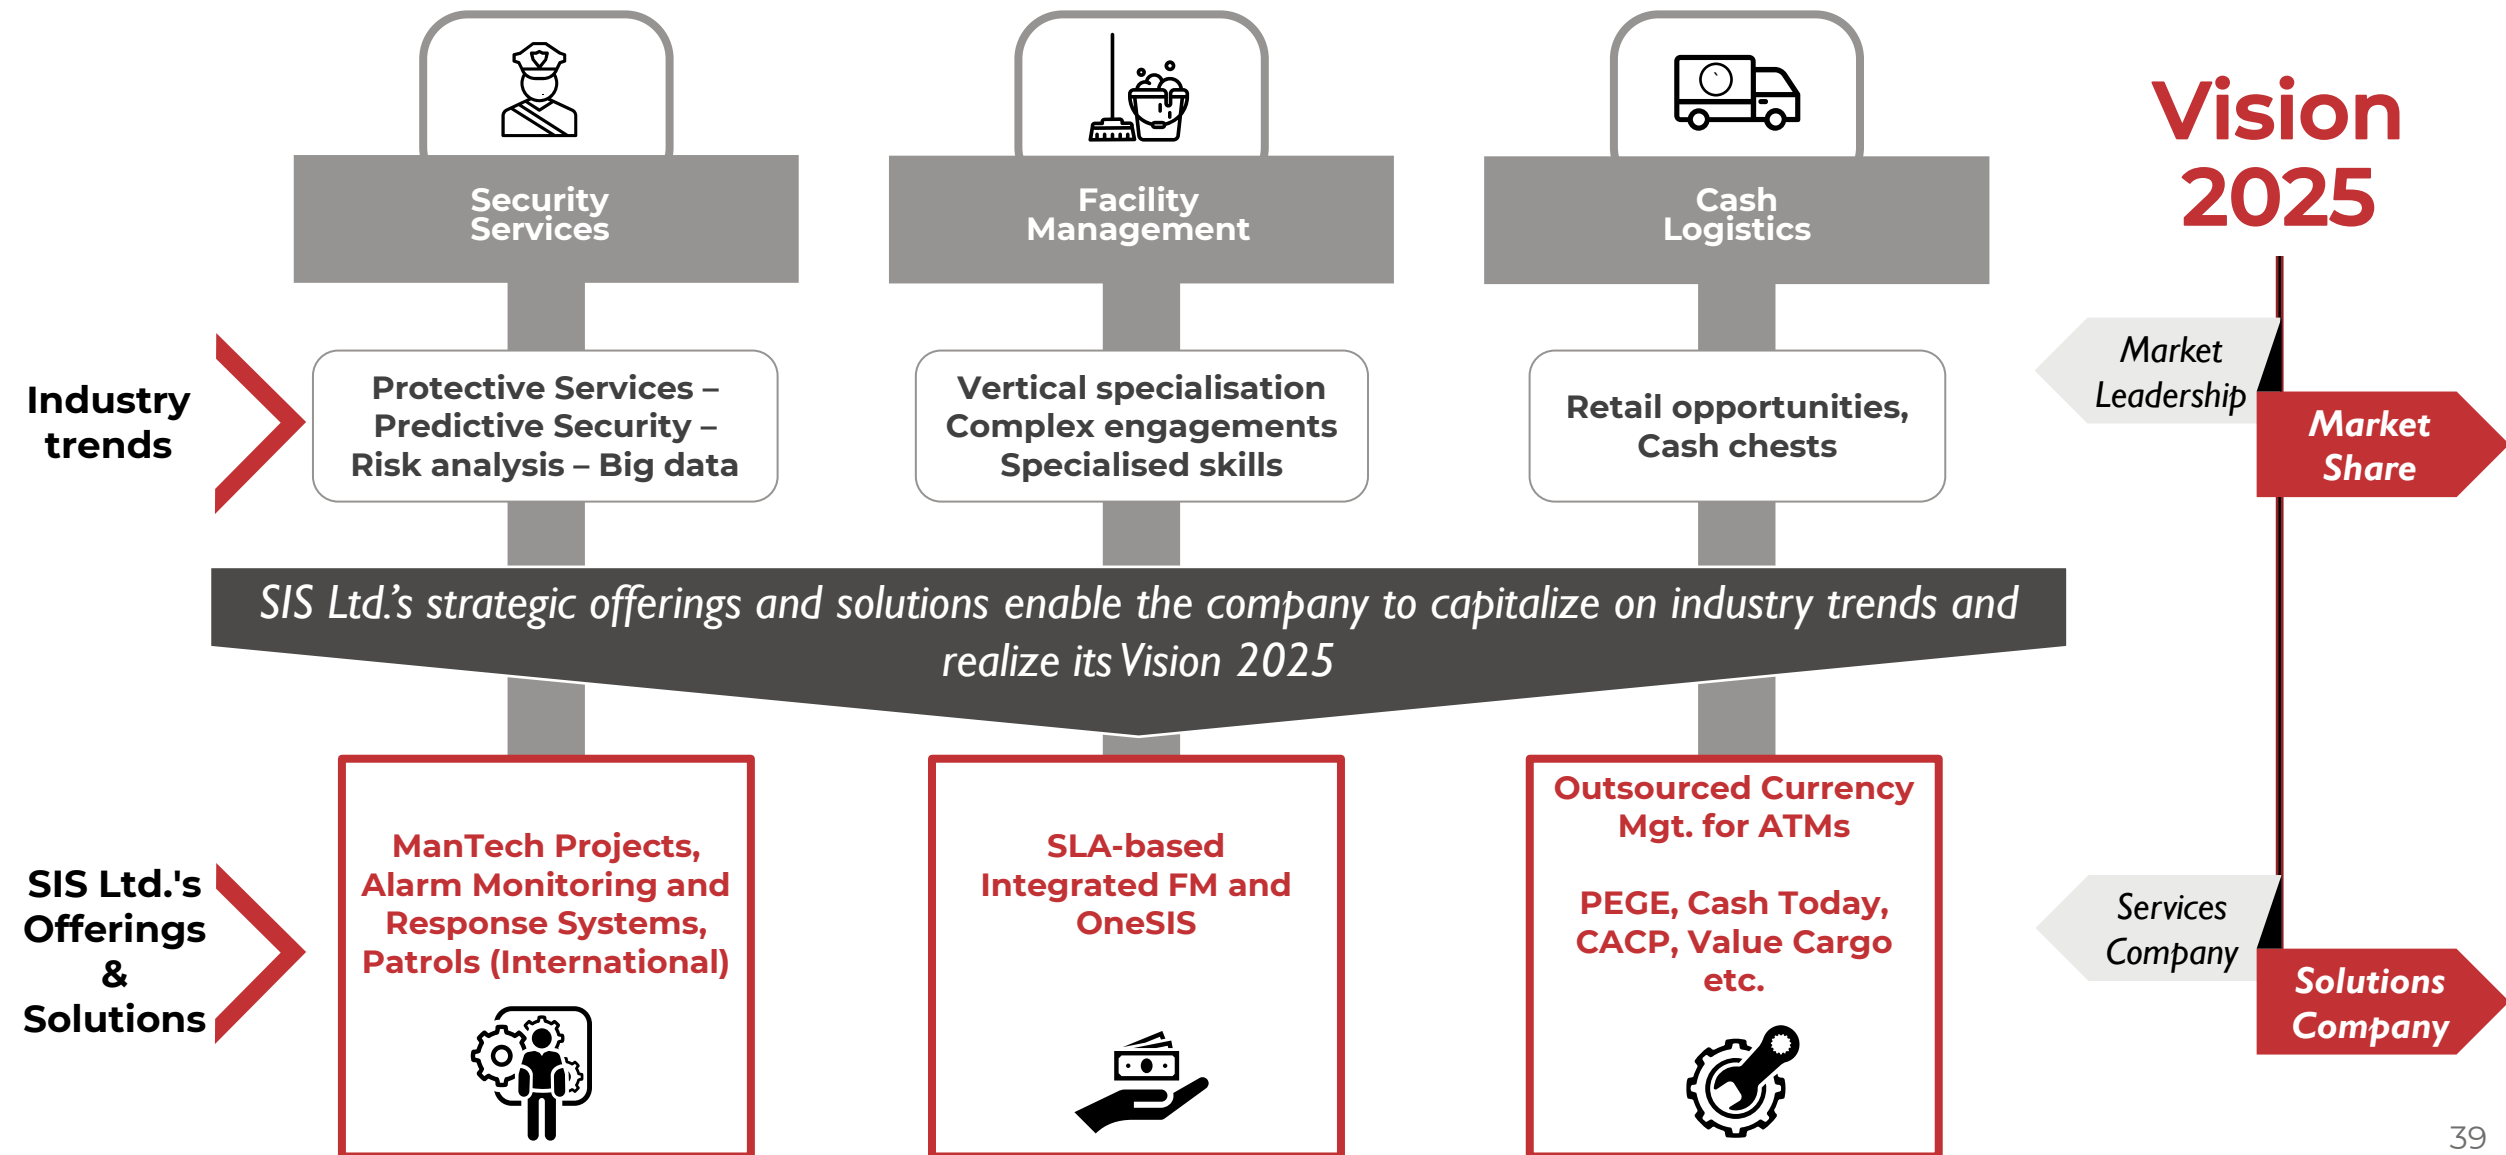 Vision
2025
Security
Services
Facility
Management
Cash
Logistics
Industry
trends
Protective Services –
Predictive Security –
Risk analysis – Big data
Vertical specialisation
Complex engagements
Specialised skills
Retail opportunities,
Cash chests
Market
Leadership
Market
Share
SIS Ltd.’s strategic offerings and solutions enable the company to capitalize on industry trends and
realize its Vision 2025
SIS Ltd.'s
Offerings
&
Solutions
ManTech Projects,
Alarm Monitoring and
Response Systems,
Patrols (International)
SLA-based
Integrated FM and
OneSIS
Outsourced Currency
Mgt. for ATMs
PEGE, Cash Today,
CACP, Value Cargo
etc.
Services
Company
Solutions
Company
39